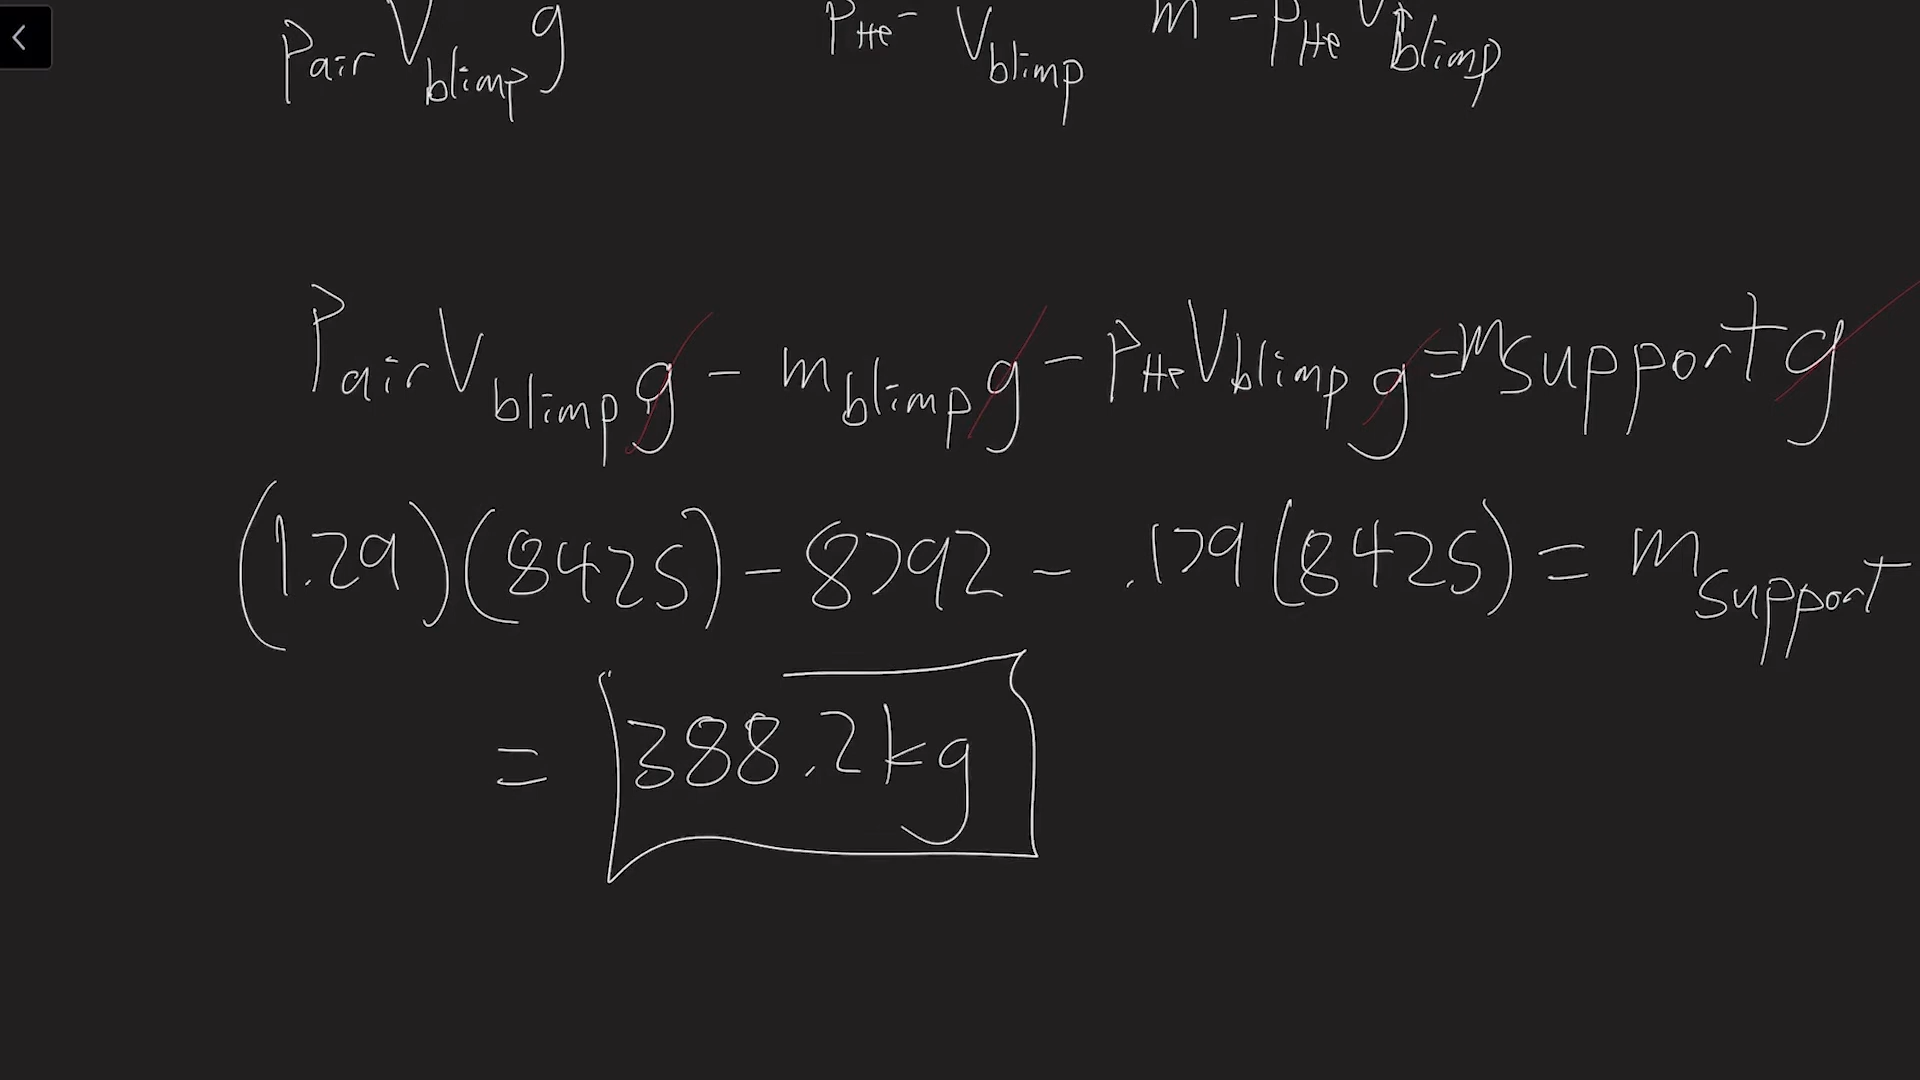 ρair Vblimp g ρHe- Vblimp m - ρHe Vblimp
ρair Vblimp g - mblimp g - ρHe Vblimp g = msupport g
(1.29)(8425) - 8792 - .179(8425) = msupport
= 388.2kg